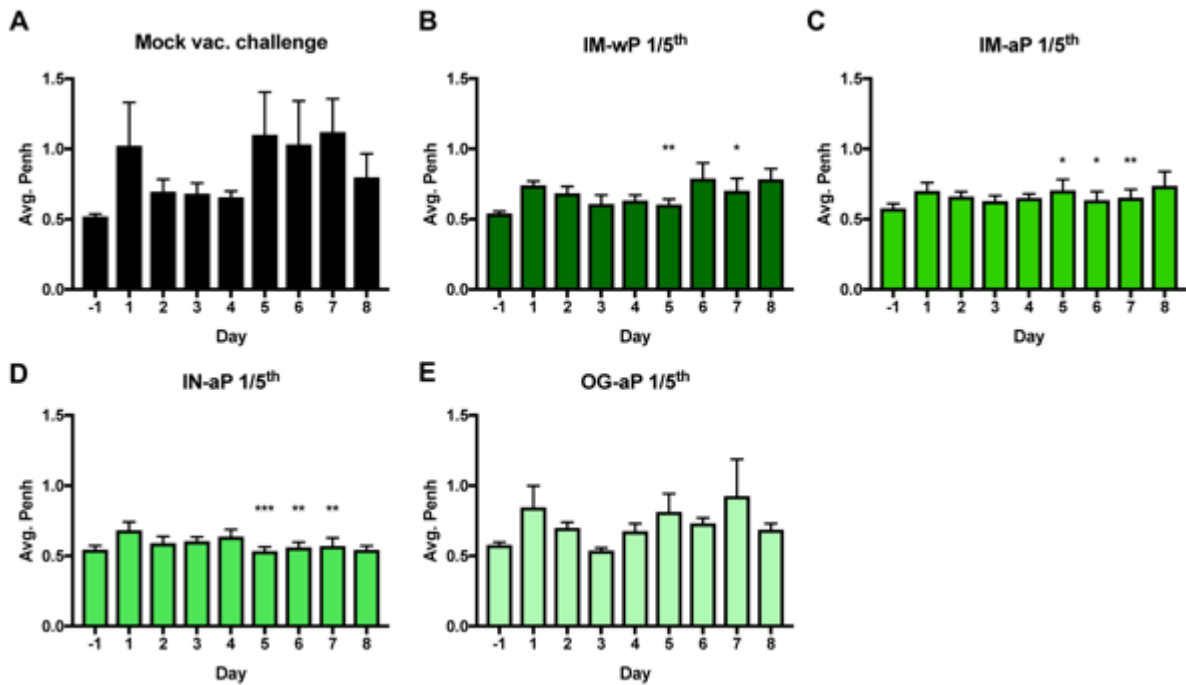 A
Mock vac. challenge
Avg. Penh
1.5
1.0
0.5
0.0
-1 1 2 3 4 5 6 7 8
Day
B
IM-wP 1/5th
Avg. Penh
1.5
1.0
0.5
0.0
** *
-1 1 2 3 4 5 6 7 8
Day
C
IM-aP 1/5th
Avg. Penh
1.5
1.0
0.5
0.0
* * **
-1 1 2 3 4 5 6 7 8
Day
D
IN-aP 1/5th
Avg. Penh
1.5
1.0
0.5
0.0
*** ** **
-1 1 2 3 4 5 6 7 8
Day
E
OG-aP 1/5th
Avg. Penh
1.5
1.0
0.5
0.0
-1 1 2 3 4 5 6 7 8
Day